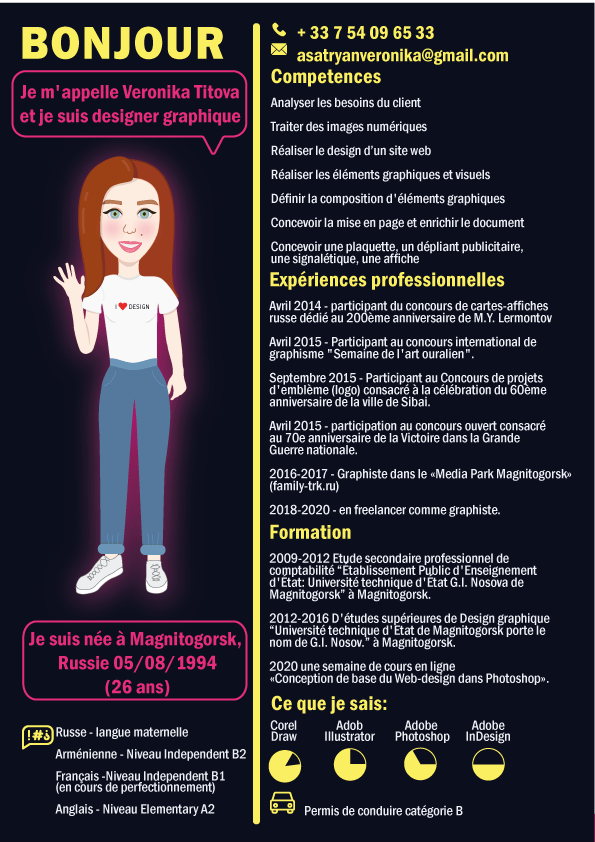 BONJOUR
Je m'appelle Veronika Titova
et je suis designer graphique
I ❤ DESIGN
Je suis née à Magnitogorsk,
Russie 05/08/1994
(26 ans)
!#¿
Russe - langue maternelle
Arménienne - Niveau Independent B2
Français -Niveau Independent B1
(en cours de perfectionnement)
Anglais - Niveau Elementary A2
+ 33 7 54 09 65 33
asatryanveronika@gmail.com
Competences
Analyser les besoins du client
Traiter des images numériques
Réaliser le design d'un site web
Réaliser les éléments graphiques et visuels
Définir la composition d'éléments graphiques
Concevoir la mise en page et enrichir le document
Concevoir une plaquette, un dépliant publicitaire,
une signalétique, une affiche
Expériences professionnelles
Avril 2014 - participant du concours de cartes-affiches
russe dédié au 200ème anniversaire de M.Y. Lermontov
Avril 2015 - Participant au concours international de
graphisme "Semaine de l'art ouralien".
Septembre 2015 - Participant au Concours de projets
d'emblème (logo) consacré à la célébration du 60ème
anniversaire de la ville de Sibai.
Avril 2015 - participation au concours ouvert consacré
au 70e anniversaire de la Victoire dans la Grande
Guerre nationale.
2016-2017 - Graphiste dans le «Media Park Magnitogorsk»
(family-trk.ru)
2018-2020 - en freelancer comme graphiste.
Formation
2009-2012 Etude secondaire professionnel de
comptabilité “Établissement Public d'Enseignement
d'État: Université technique d'Etat G.I. Nosova de
Magnitogorsk” à Magnitogorsk.
2012-2016 D'études supérieures de Design graphique
“Université technique d'Etat de Magnitogorsk porte le
nom de G.I. Nosov.” à Magnitogorsk.
2020 une semaine de cours en ligne
«Conception de base du Web-design dans Photoshop».
Ce que je sais:
Corel
Draw
Adob
Illustrator
Adobe
Photoshop
Adobe
InDesign
Permis de conduire catégorie B